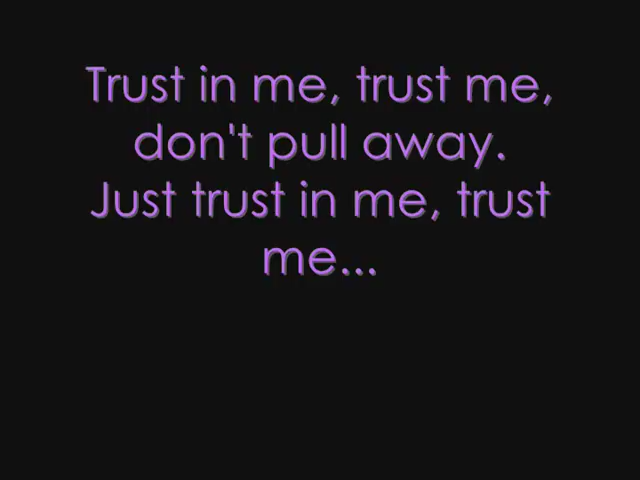 Trust in me, trust me,
don't pull away.
Just trust in me, trust
me...